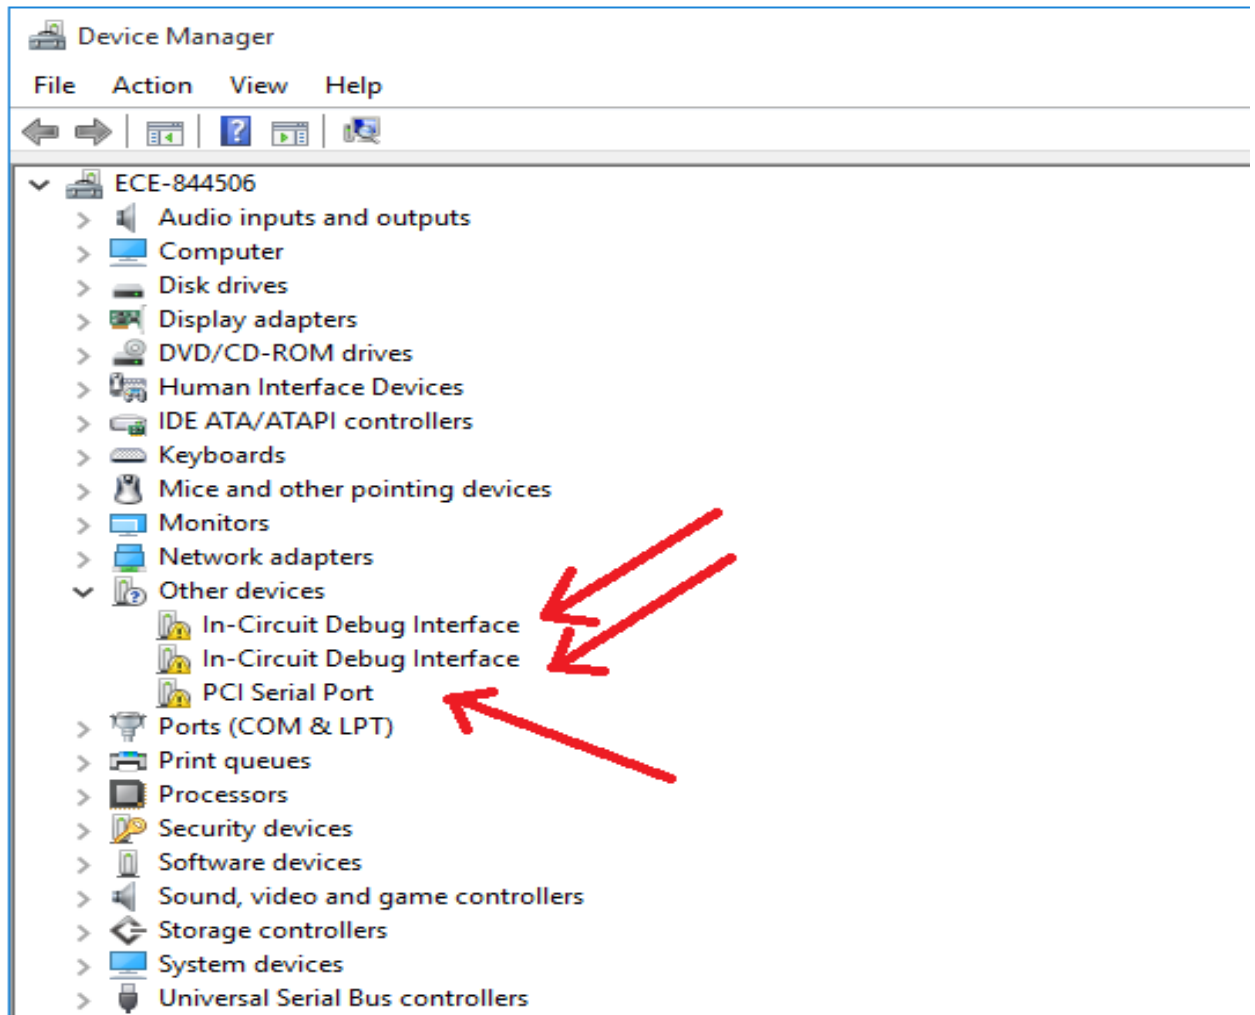 Device Manager
File Action View Help
?
ECE-844506
Audio inputs and outputs
Computer
Disk drives
Display adapters
DVD/CD-ROM drives
Human Interface Devices
IDE ATA/ATAPI controllers
Keyboards
Mice and other pointing devices
Monitors
Network adapters
Other devices
In-Circuit Debug Interface
In-Circuit Debug Interface
PCI Serial Port
Ports (COM & LPT)
Print queues
Processors
Security devices
Software devices
Sound, video and game controllers
Storage controllers
System devices
Universal Serial Bus controllers